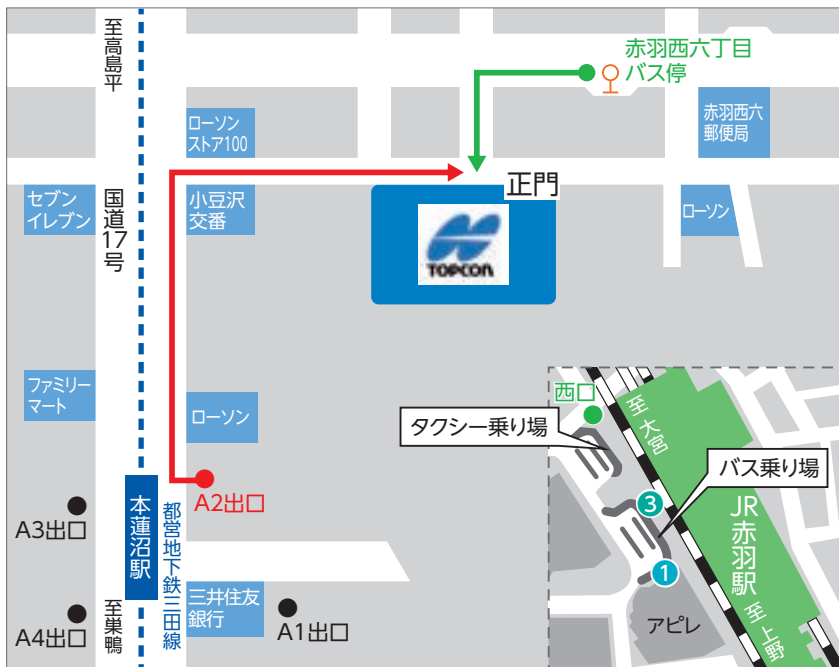 至高島平
赤羽西六丁目
バス停
ローソン
ストア100
赤羽西六
郵便局
正門
セブン
イレブン
国道17号
小豆沢
交番
ローソン
TOPCON
ファミリー
マート
ローソン
西口
至大宮
タクシー乗り場
バス乗り場
A2出口
3
A3出口
本蓮沼駅
都営地下鉄三田線
JR赤羽駅
1
三井住友
銀行
A1出口
A4出口
至巣鴨
アピレ
至上野